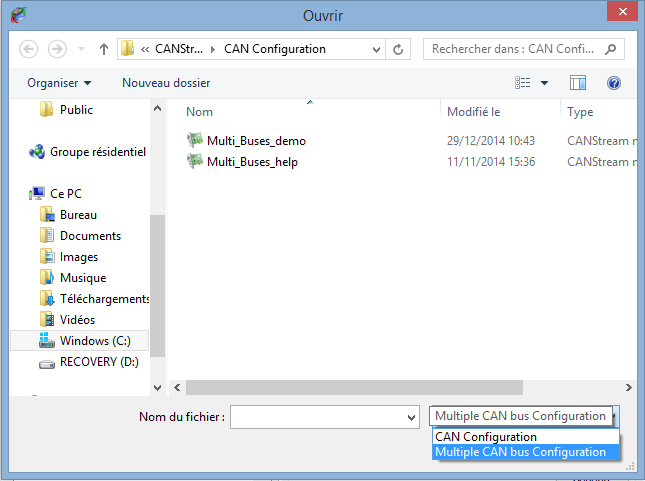 Ouvrir
« CANStr... CAN Configuration
Rechercher dans : CAN Confi...
Organiser
Nouveau dossier
Public
Groupe résidentiel
Ce PC
Bureau
Documents
Images
Musique
Téléchargements
Vidéos
Windows (C:)
RECOVERY (D:)
Nom Modifié le Type
Multi_Buses_demo 29/12/2014 10:43 CANStream
Multi_Buses_help 11/11/2014 15:36 CANStream
Nom du fichier :
Multiple CAN bus Configuration
CAN Configuration
Multiple CAN bus Configuration